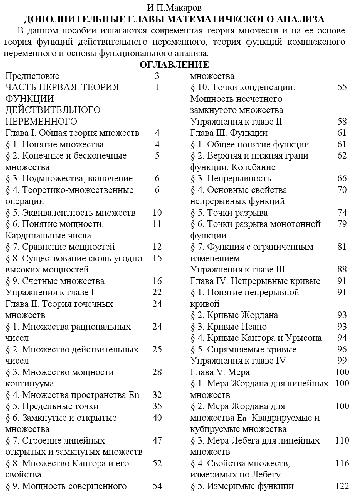 И.П.Макаров
ДОПОЛНИТЕЛЬНЫЕ ГЛАВЫ МАТЕМАТИЧЕСКОГО АНАЛИЗА
В данном пособии излагаются современная теория множеств и на ее основе
теория функций действительного переменного, теория функций комплексного
переменного и основы функционального анализа.
ОГЛАВЛЕНИЕ
Предисловие 3
ЧАСТЬ ПЕРВАЯ ТЕОРИЯ 1
ФУНКЦИИ
ДЕЙСТВИТЕЛЬНОГО
ПЕРЕМЕННОГО
Глава I. Общая теория множеств 4
§ 1. Понятие множества 4
§ 2. Конечные и бесконечные 5
множества
§ 3. Подмножества, включение 6
§ 4. Теоретико-множественные 6
операции
§ 5. Эквивалентность множеств 10
§ 6. Понятие мощности. 11
Кардинальные числа
§ 7. Сравнение мощностей 12
§ 8. Существование сколь угодно 15
высоких мощностей
§ 9. Счетные множества 16
Упражнения к главе I 22
Глава II. Теория точечных 24
множеств
§ 1. Множество рациональных 24
чисел
§ 2. Множество действительных 25
чисел
§ 3. Множество мощности 28
континуума
§ 4. Множества пространства En 32
§ 5. Предельные точки 35
§ 6. Замкнутые и открытые 40
множества
§ 7. Строение линейных 47
открытых и замкнутых множеств
§ 8. Множество Кантора и его 52
свойства
§ 9. Мощность совершенного 54
множества
§ 10. Точки конденсации. 55
Мощность несчетного
замкнутого множества
Упражнения к главе II 58
Глава III. Функции 61
§ 1. Общее понятие функции 61
§ 2. Верхняя и нижняя грани 62
функции. Колебание
§ 3. Непрерывность 66
§ 4. Основные свойства 70
непрерывных функций
§ 5. Точки разрыва 74
§ 6. Точки разрыва монотонной 79
функции
§ 7. Функция с ограниченным 81
изменением
Упражнения к главе III 88
Глава IV. Непрерывные кривые 91
§ 1. Понятие непрерывной 91
кривой
§ 2. Кривые Жордана 93
§ 3. Кривые Пеано 93
§ 4. Кривые Кантора и Урысона 94
§ 5. Спрямляемые кривые 96
Упражнения к главе IV 99
Глава V. Мера 100
§ 1. Мера Жордана для линейных 100
множеств
§ 2. Мера Жордана для 100
множества En. Квадрируемые и
кубируемые множества
§ 3. Мера Лебега для линейных 110
множеств
§ 4. Свойства множеств, 116
измеримых по Лебегу
§ 5. Измеримые функции 122